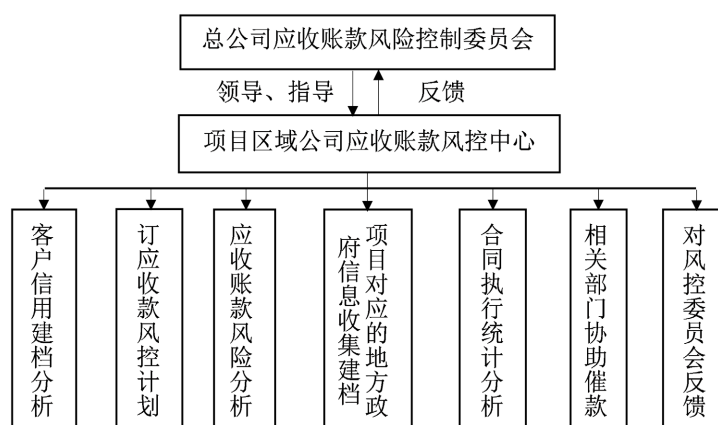 总公司应收账款风险控制委员会
领导、指导
反馈
项目区域公司应收账款风控中心
客户信用建档分析
订应收款风控计划
应收账款风险分析
项目对应的地方政
府信息收集建档
合同执行统计分析
相关部门协助催款
对风控委员会反馈